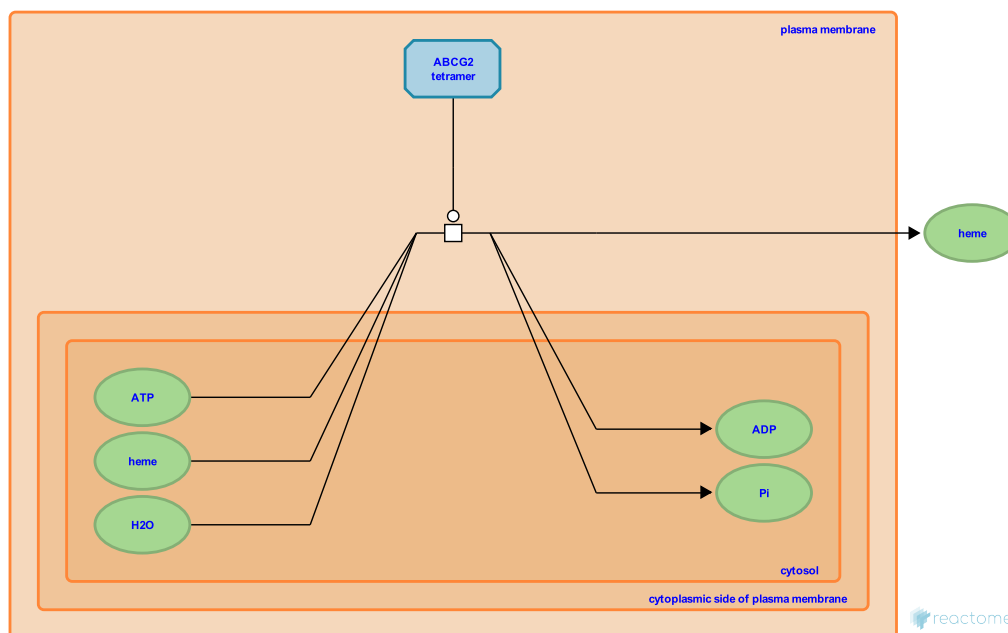 plasma membrane
ABCG2
tetramer
heme
ATP
heme
H2O
ADP
Pi
cytosol
cytoplasmic side of plasma membrane
reactome